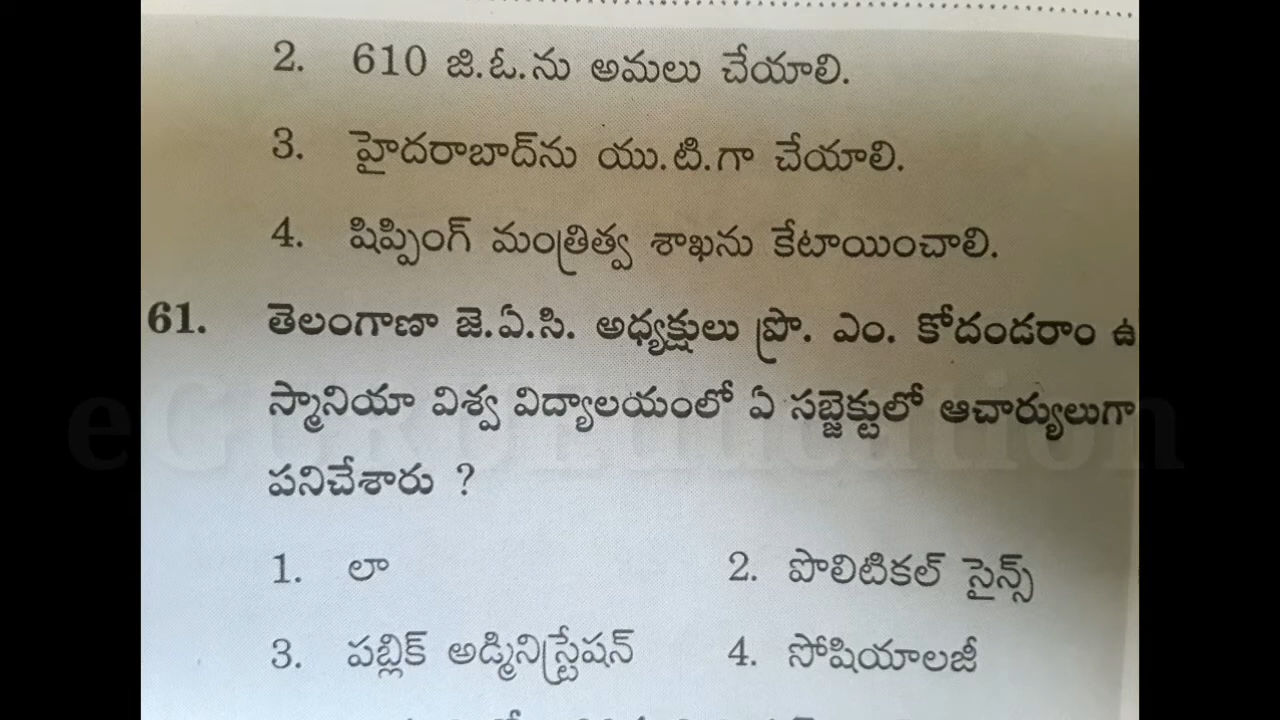 2. 610 జి.ఓ.ను అమలు చేయాలి.
3. హైదరాబాద్‌ను యు.టి.గా చేయాలి.
4. షిప్పింగ్ మంత్రిత్వ శాఖను కేటాయించాలి.
61. తెలంగాణా జె.ఏ.సి. అధ్యక్షులు ప్రొ. ఎం. కోదండరాం ఉ
స్మానియా విశ్వ విద్యాలయంలో ఏ సబ్జెక్టులో ఆచార్యులుగా
పనిచేశారు ?
1. లా 2. పొలిటికల్ సైన్స్
3. పబ్లిక్ అడ్మినిస్ట్రేషన్ 4. సోషియాలజీ